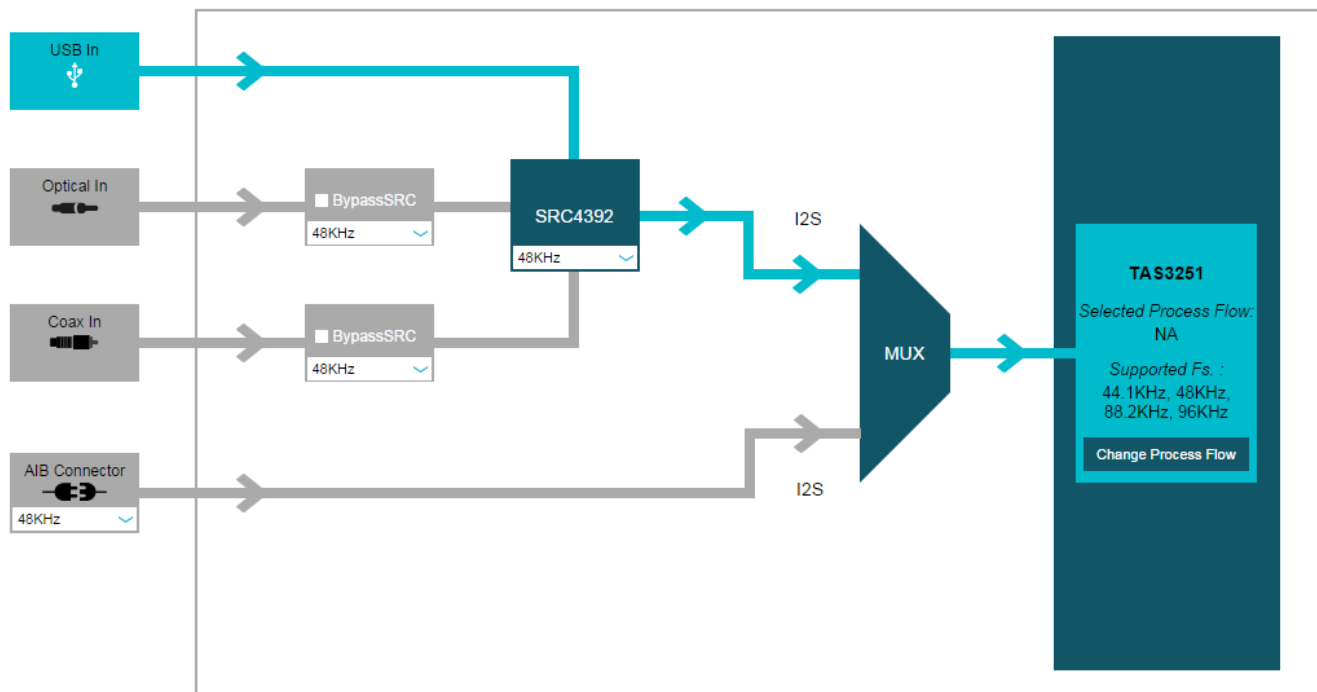 USB In
Optical In
BypassSRC
48KHz
SRC4392
48KHz
I2S
Coax In
BypassSRC
48KHz
MUX
TAS3251
Selected Process Flow:
NA
Supported Fs. :
44.1KHz, 48KHz,
88.2KHz, 96KHz
Change Process Flow
AIB Connector
48KHz
I2S